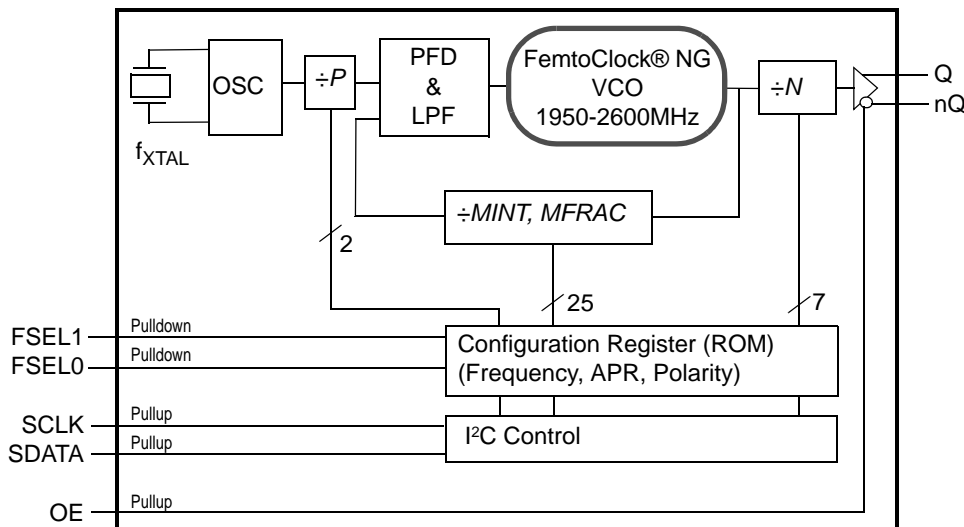 PFD
&
LPF
FemtoClock® NG
VCO
1950-2600MHz
OSC
÷P
÷N
Q
nQ
fXTAL
÷MINT, MFRAC
2
25
7
FSEL1
Pulldown
FSEL0
Pulldown
Configuration Register (ROM)
(Frequency, APR, Polarity)
SCLK
Pullup
SDATA
Pullup
I²C Control
OE
Pullup